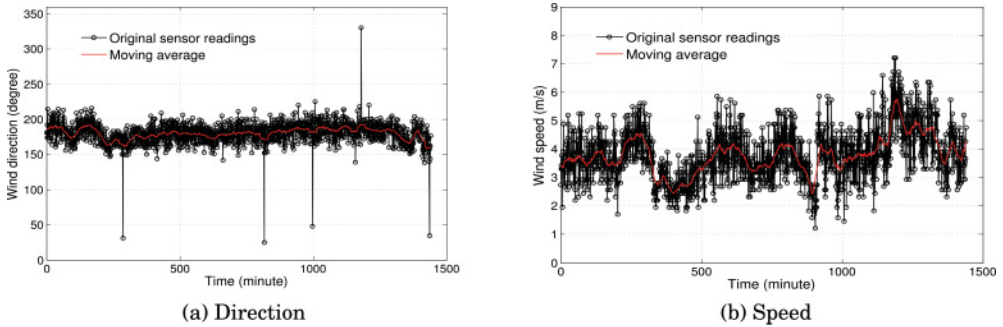 350
300
250
200
150
100
50
0
Wind direction (degree)
Original sensor readings
Moving average
0
500
1000
1500
Time (minute)
(a) Direction
9
8
7
6
5
4
3
2
1
0
Wind speed (m/s)
Original sensor readings
Moving average
0
500
1000
1500
Time (minute)
(b) Speed